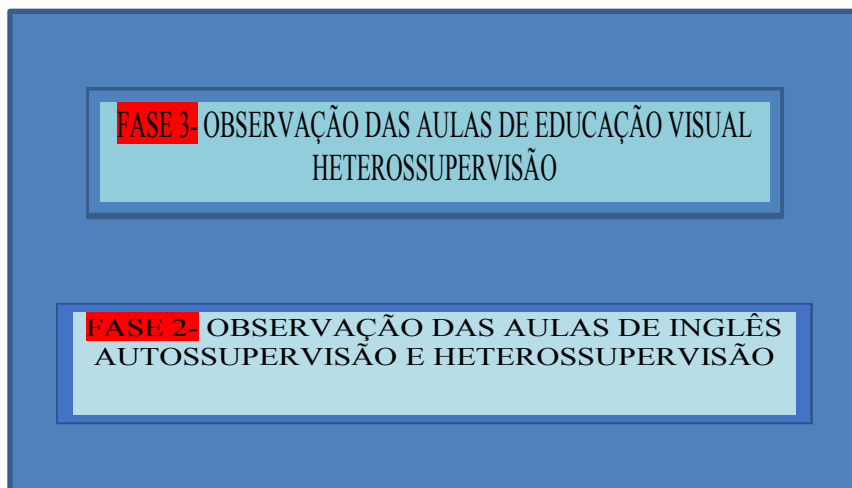 FASE 3- OBSERVAÇÃO DAS AULAS DE EDUCAÇÃO VISUAL
HETEROSSUPERVISÃO
FASE 2- OBSERVAÇÃO DAS AULAS DE INGLÊS
AUTOSSUPERVISÃO E HETEROSSUPERVISÃO